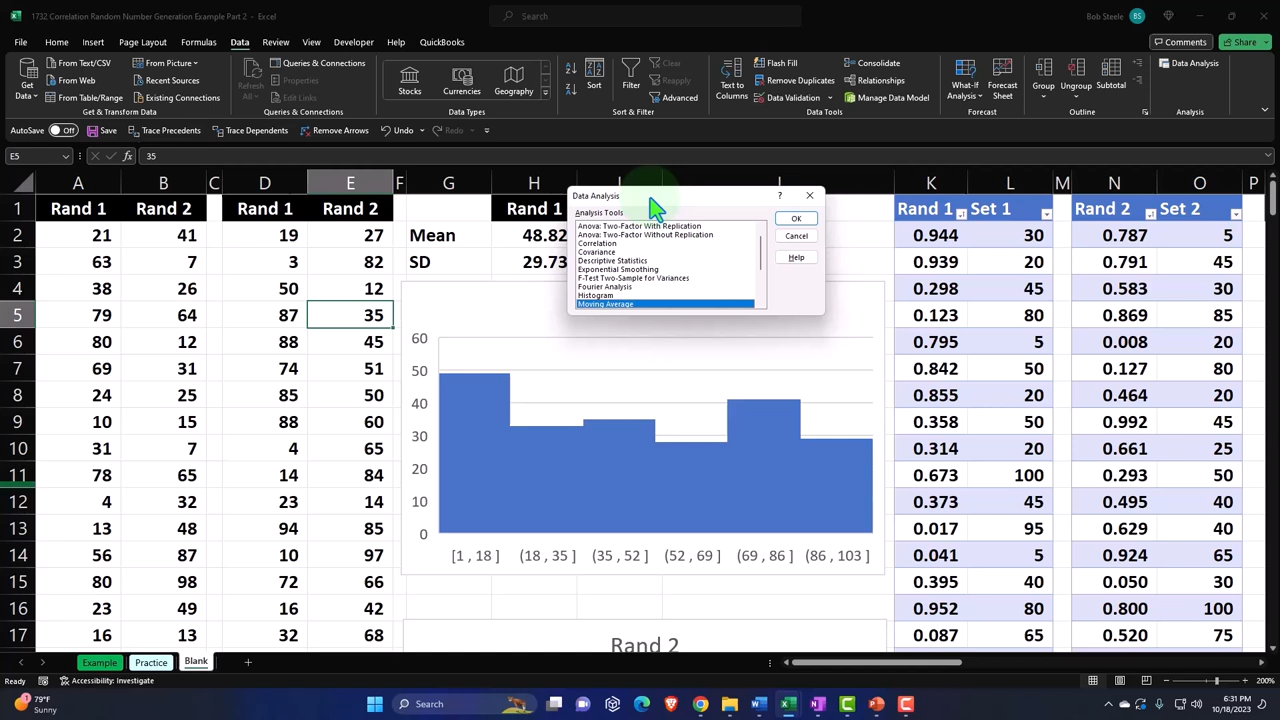 1732 Correlation Random Number Generation Example Part 2 - Excel
Search
Bob Steele BS
File Home Insert Page Layout Formulas Data Review View Developer Automate Help QuickBooks
Comments Share
Get Data
From Text/CSV
From Web
From Table/Range
From Picture
Recent Sources
Existing Connections
Get & Transform Data
Refresh All
Queries & Connections
Properties
Edit Links
Queries & Connections
Stocks Currencies Geography
Data Types
Sort Filter
Clear
Reapply
Advanced
Sort & Filter
Text to Columns
Flash Fill
Remove Duplicates
Data Validation
Consolidate
Relationships
Manage Data Model
Data Tools
What-If Analysis
Forecast Sheet
Forecast
Group Ungroup Subtotal
Outline
Data Analysis
Analysis
AutoSave Off Save Trace Precedents Trace Dependents Remove Arrows Undo Redo
E5 fx 35
A B C D E F G H I J K L M N O P
1 Rand 1 Rand 2 Rand 1 Rand 2 Rand 1 Rand 1 Set 1 Rand 2 Set 2
2 21 41 19 27 Mean 48.82 0.944 30 0.787 5
3 63 7 3 82 SD 29.73 0.939 20 0.791 45
4 38 26 50 12 0.298 45 0.583 30
5 79 64 87 35 0.123 80 0.869 85
6 80 12 88 45 0.795 5 0.008 20
7 69 31 74 51 0.842 50 0.127 80
8 24 25 85 50 0.855 20 0.464 20
9 10 15 88 60 0.358 50 0.992 45
10 31 7 4 65 0.314 20 0.661 25
11 78 65 14 84 0.673 100 0.293 50
12 4 32 23 14 0.373 45 0.495 40
13 13 48 94 85 0.017 95 0.629 40
14 56 87 10 97 0.041 5 0.924 65
15 80 98 72 66 0.395 40 0.050 30
16 23 49 16 42 0.952 80 0.800 100
17 16 13 32 68 0.087 65 0.520 75
Data Analysis ?
Analysis Tools
Anova: Two-Factor With Replication
Anova: Two-Factor Without Replication
Correlation
Covariance
Descriptive Statistics
Exponential Smoothing
F-Test Two-Sample for Variances
Fourier Analysis
Histogram
Moving Average
OK
Cancel
Help
60
50
40
30
20
10
0
[1 , 18 ] (18 , 35 ] (35 , 52 ] (52 , 69 ] (69 , 86 ] (86 , 103 ]
Rand 2
Example Practice Blank
Ready Accessibility: Investigate 200%
79°F
Sunny
Search
6:31 PM
10/18/2023